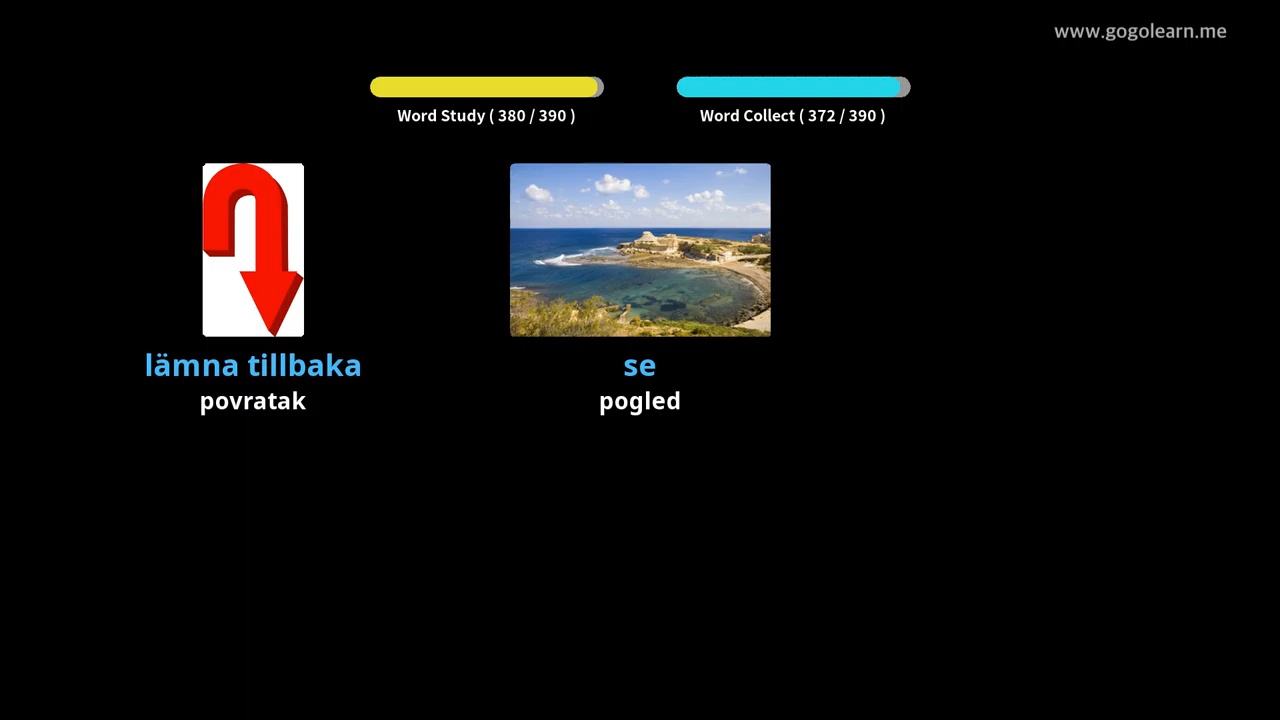 www.gogolearn.me
Word Study ( 380 / 390 )
Word Collect ( 372 / 390 )
lämna tillbaka
povratak
se
pogled